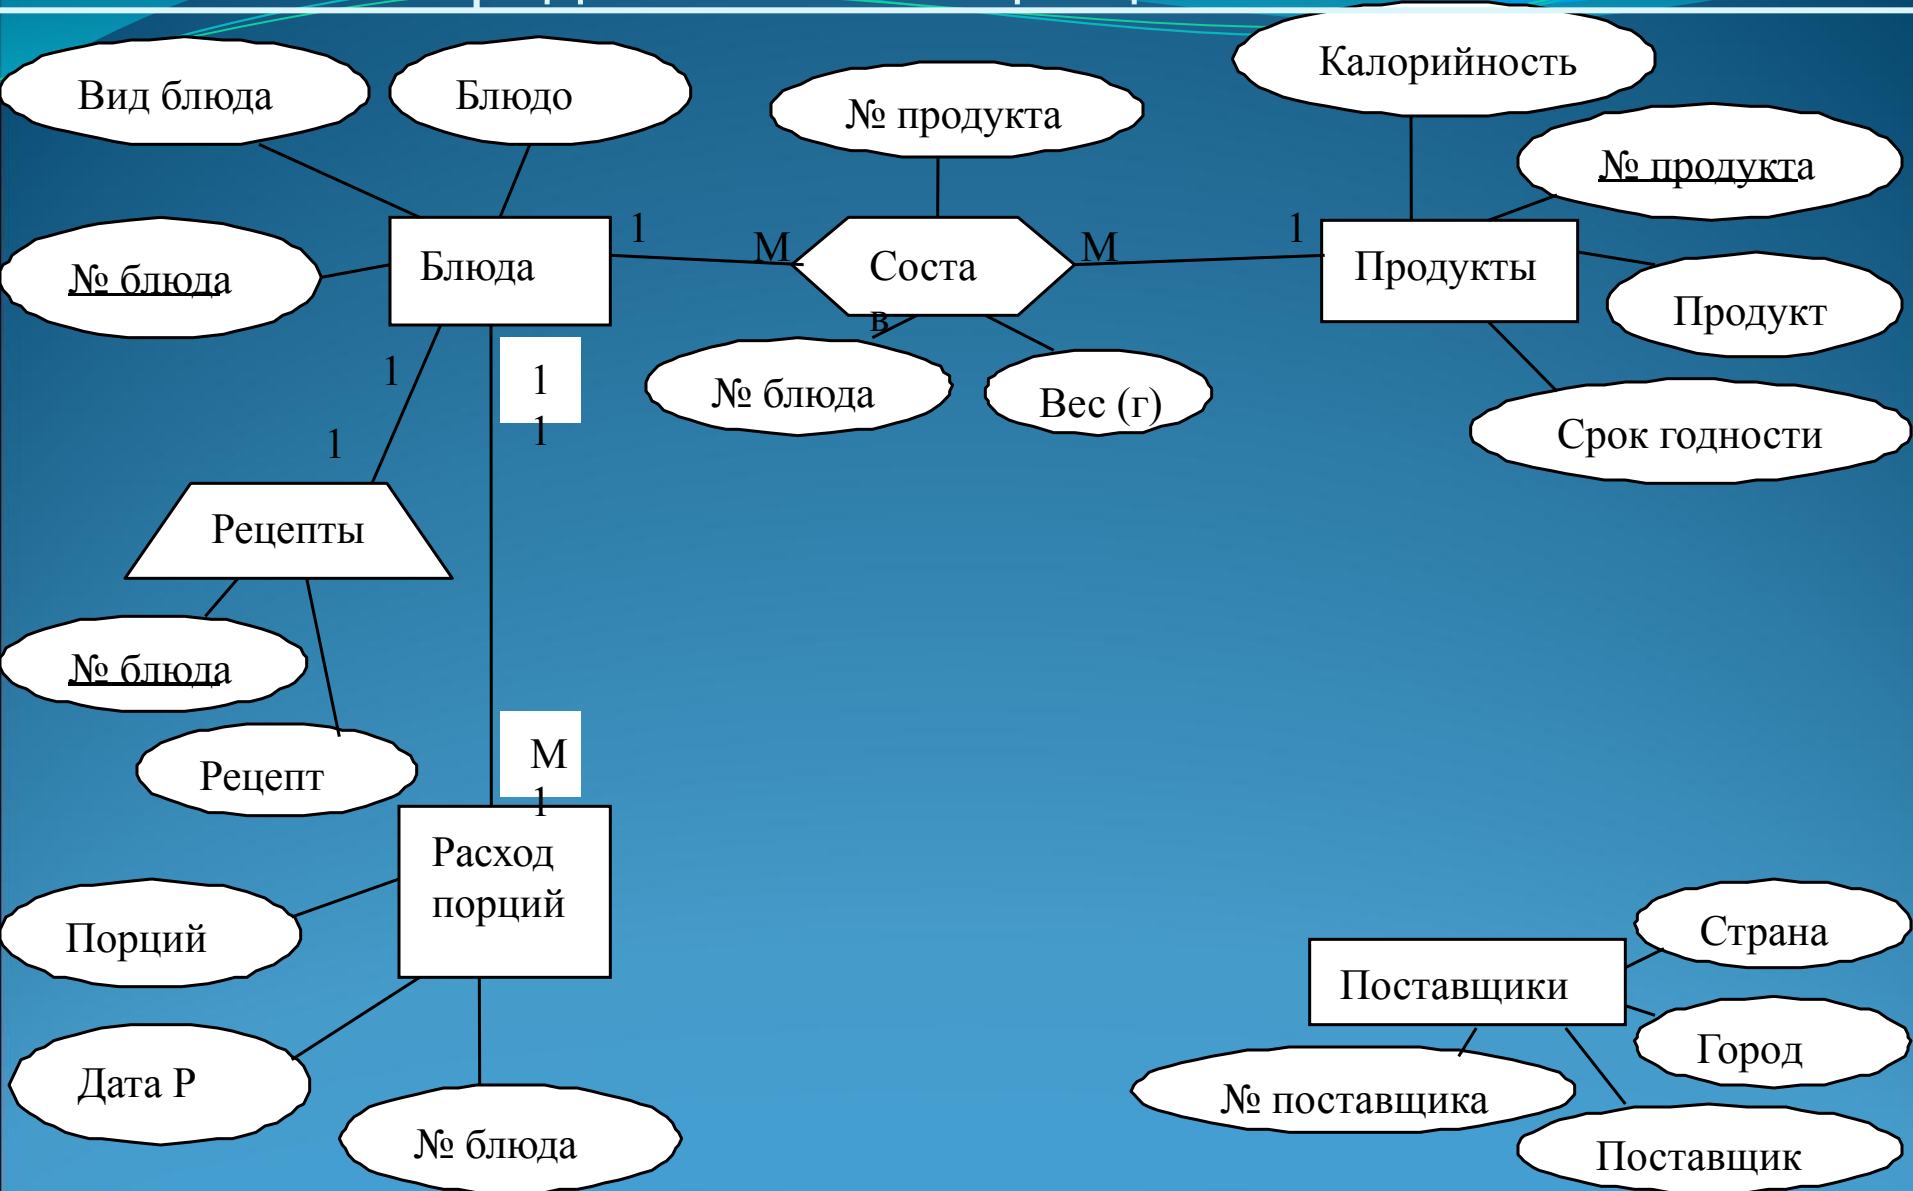 Калорийность
Вид блюда
Блюдо
№ продукта
№ продукта
1
М
М
1
Блюда
Соста
в
Продукты
№ блюда
Продукт
1
1
1
1
№ блюда
Вес (г)
Срок годности
Рецепты
№ блюда
Рецепт
М
1
Расход
порций
Порций
Страна
Поставщики
Город
Дата Р
№ поставщика
№ блюда
Поставщик